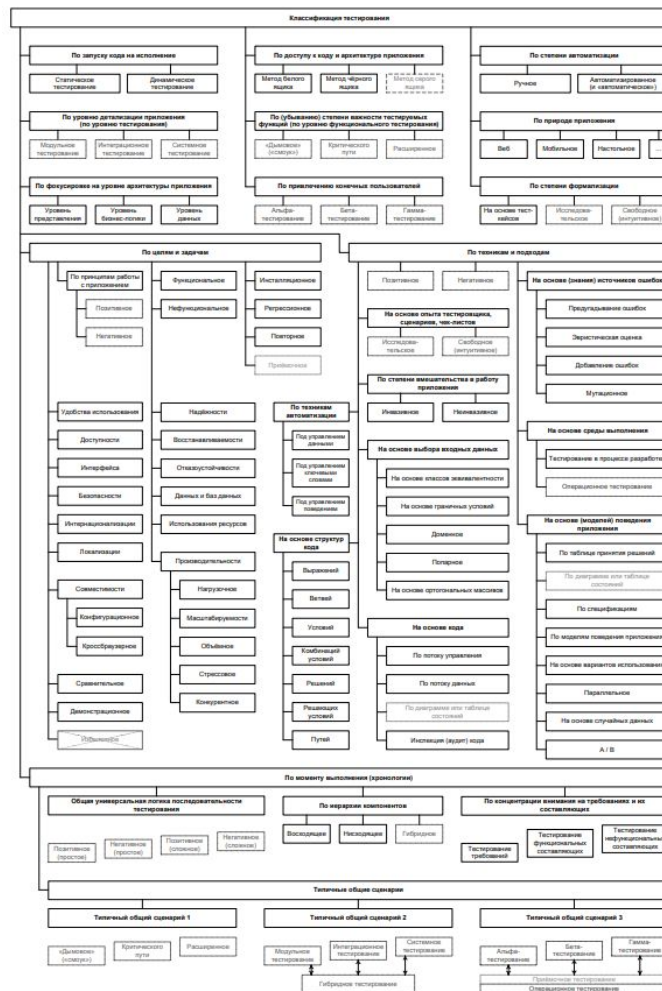 Классификация тестирования
По запуску кода на исполнение
Статическое
тестирование
Динамическое
тестирование
По доступу к коду и архитектуре приложения
Метод белого
ящика
Метод чёрного
ящика
Метод серого
ящика
По степени автоматизации
Ручное
Автоматизированное
(и «автоматическое»)
По уровню детализации приложения
(по уровню тестирования)
Модульное
тестирование
Интеграционное
тестирование
Системное
тестирование
По (убыванию) степени важности тестируемых
функций (по уровню функционального тестирования)
«Дымовое»
(«смоук»)
Критического
пути
Расширенное
По природе приложения
Веб
Мобильное
Настольное
...
По фокусировке на уровне архитектуры приложения
Уровень
представления
Уровень
бизнес-логики
Уровень
данных
По привлечению конечных пользователей
Альфа-
тестирование
Бета-
тестирование
Гамма-
тестирование
По степени формализации
На основе тест-
кейсов
Исследова-
тельское
Свободное
(интуитивное)
По целям и задачам
По принципам работы
с приложением
Позитивное
Негативное
Функциональное
Нефункциональное
Инсталляционное
Регрессионное
Повторное
Приёмочное
Удобства использования
Доступности
Интерфейса
Безопасности
Интернационализации
Локализации
Совместимости
Конфигурационное
Кроссбраузерное
Сравнительное
Демонстрационное
Надёжности
Восстанавливаемости
Отказоустойчивости
Данных и баз данных
Использования ресурсов
Производительности
Нагрузочное
Масштабируемости
Объёмное
Стрессовое
Конкурентное
По техникам и подходам
Позитивное
Негативное
На основе опыта тестировщика,
сценариев, чек-листов
Исследова-
тельское
Свободное
(интуитивное)
По степени вмешательства в работу
приложения
Инвазивное
Неинвазивное
По техникам
автоматизации
Под управлением
данными
Под управлением
ключевыми
словами
Под управлением
поведением
На основе выбора входных данных
На основе классов эквивалентности
На основе граничных условий
Доменное
Попарное
На основе ортогональных массивов
На основе структур
кода
Выражений
Ветвей
Условий
Комбинаций
условий
Решений
Решающих
условий
Путей
На основе кода
По потоку управления
По потоку данных
По диаграмме или таблице
состояний
Инспекция (аудит) кода
На основе (знания) источников ошибок
Предугадывание ошибок
Эвристическая оценка
Добавление ошибок
Мутационное
На основе среды выполнения
Тестирование в процессе разработк
Операционное тестирование
На основе (моделей) поведения
приложения
По таблице принятия решений
По диаграмме или таблице
состояний
По спецификациям
По моделям поведения приложения
На основе вариантов использования
Параллельное
На основе случайных данных
A / B
По моменту выполнения (хронологии)
Общая универсальная логика последовательности
тестирования
Позитивное
(простое)
Негативное
(простое)
Позитивное
(сложное)
Негативное
(сложное)
По иерархии компонентов
Восходящее
Нисходящее
Гибридное
По концентрации внимания на требованиях и их
составляющих
Тестирование
требований
Тестирование
функциональных
составляющих
Тестирование
нефункциональных
составляющих
Типичные общие сценарии
Типичный общий сценарий 1
«Дымовое»
(«смоук»)
Критического
пути
Расширенное
Типичный общий сценарий 2
Модульное
тестирование
Интеграционное
тестирование
Системное
тестирование
Гибридное тестирование
Типичный общий сценарий 3
Альфа-
тестирование
Бета-
тестирование
Гамма-
тестирование
Приёмочное тестирование
Операционное тестирование